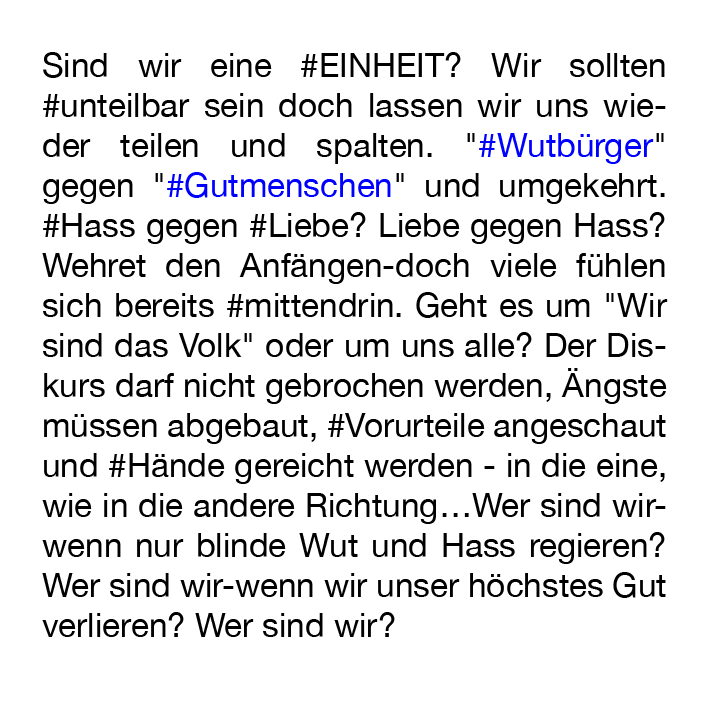 Sind wir eine #EINHEIT? Wir sollten
#unteilbar sein doch lassen wir uns wie-
der teilen und spalten. "#Wutbürger"
gegen "#Gutmenschen" und umgekehrt.
#Hass gegen #Liebe? Liebe gegen Hass?
Wehret den Anfängen-doch viele fühlen
sich bereits #mittendrin. Geht es um "Wir
sind das Volk" oder um uns alle? Der Dis-
kurs darf nicht gebrochen werden, Ängste
müssen abgebaut, #Vorurteile angeschaut
und #Hände gereicht werden - in die eine,
wie in die andere Richtung…Wer sind wir-
wenn nur blinde Wut und Hass regieren?
Wer sind wir-wenn wir unser höchstes Gut
verlieren? Wer sind wir?